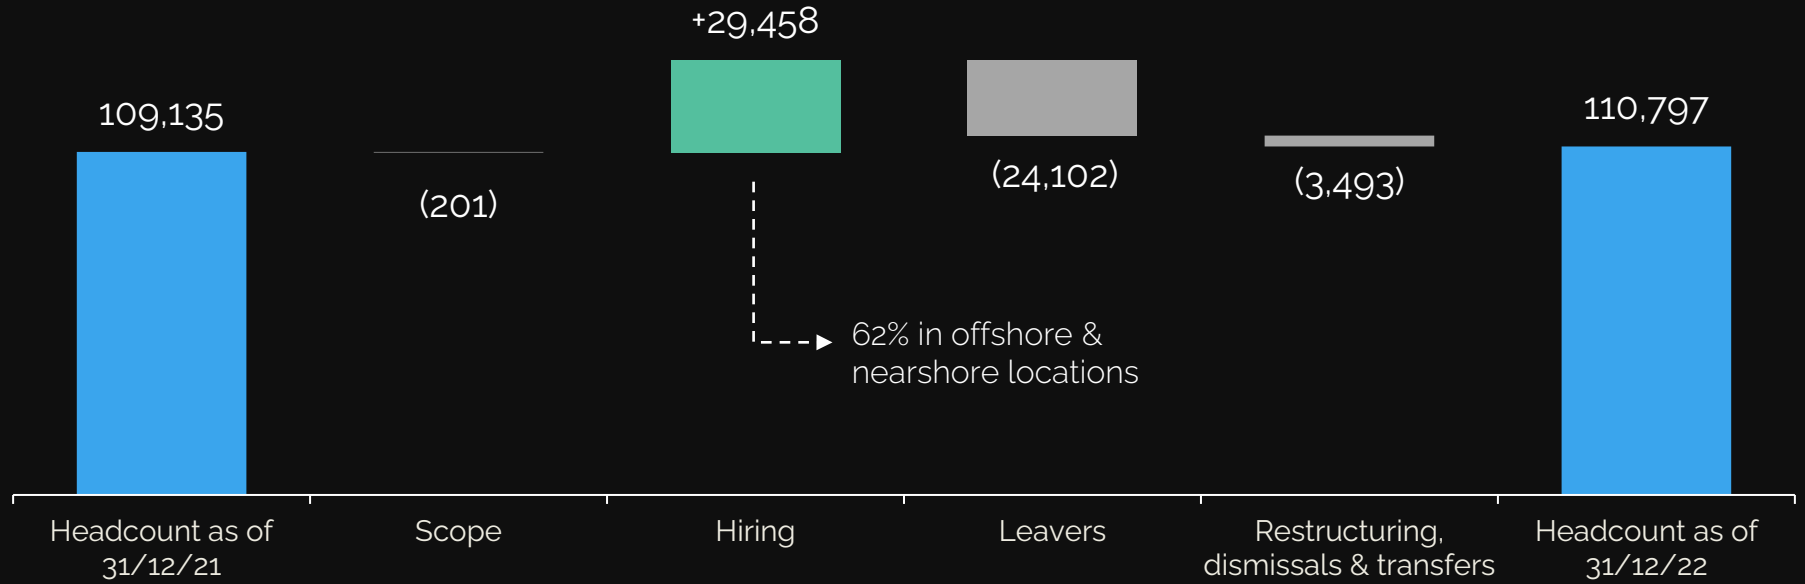 +29,458
109,135
110,797
(24,102)
(3,493)
(201)
62% in offshore &
nearshore locations
Headcount as of
31/12/21
Scope
Hiring
Leavers
Restructuring,
dismissals & transfers
Headcount as of
31/12/22